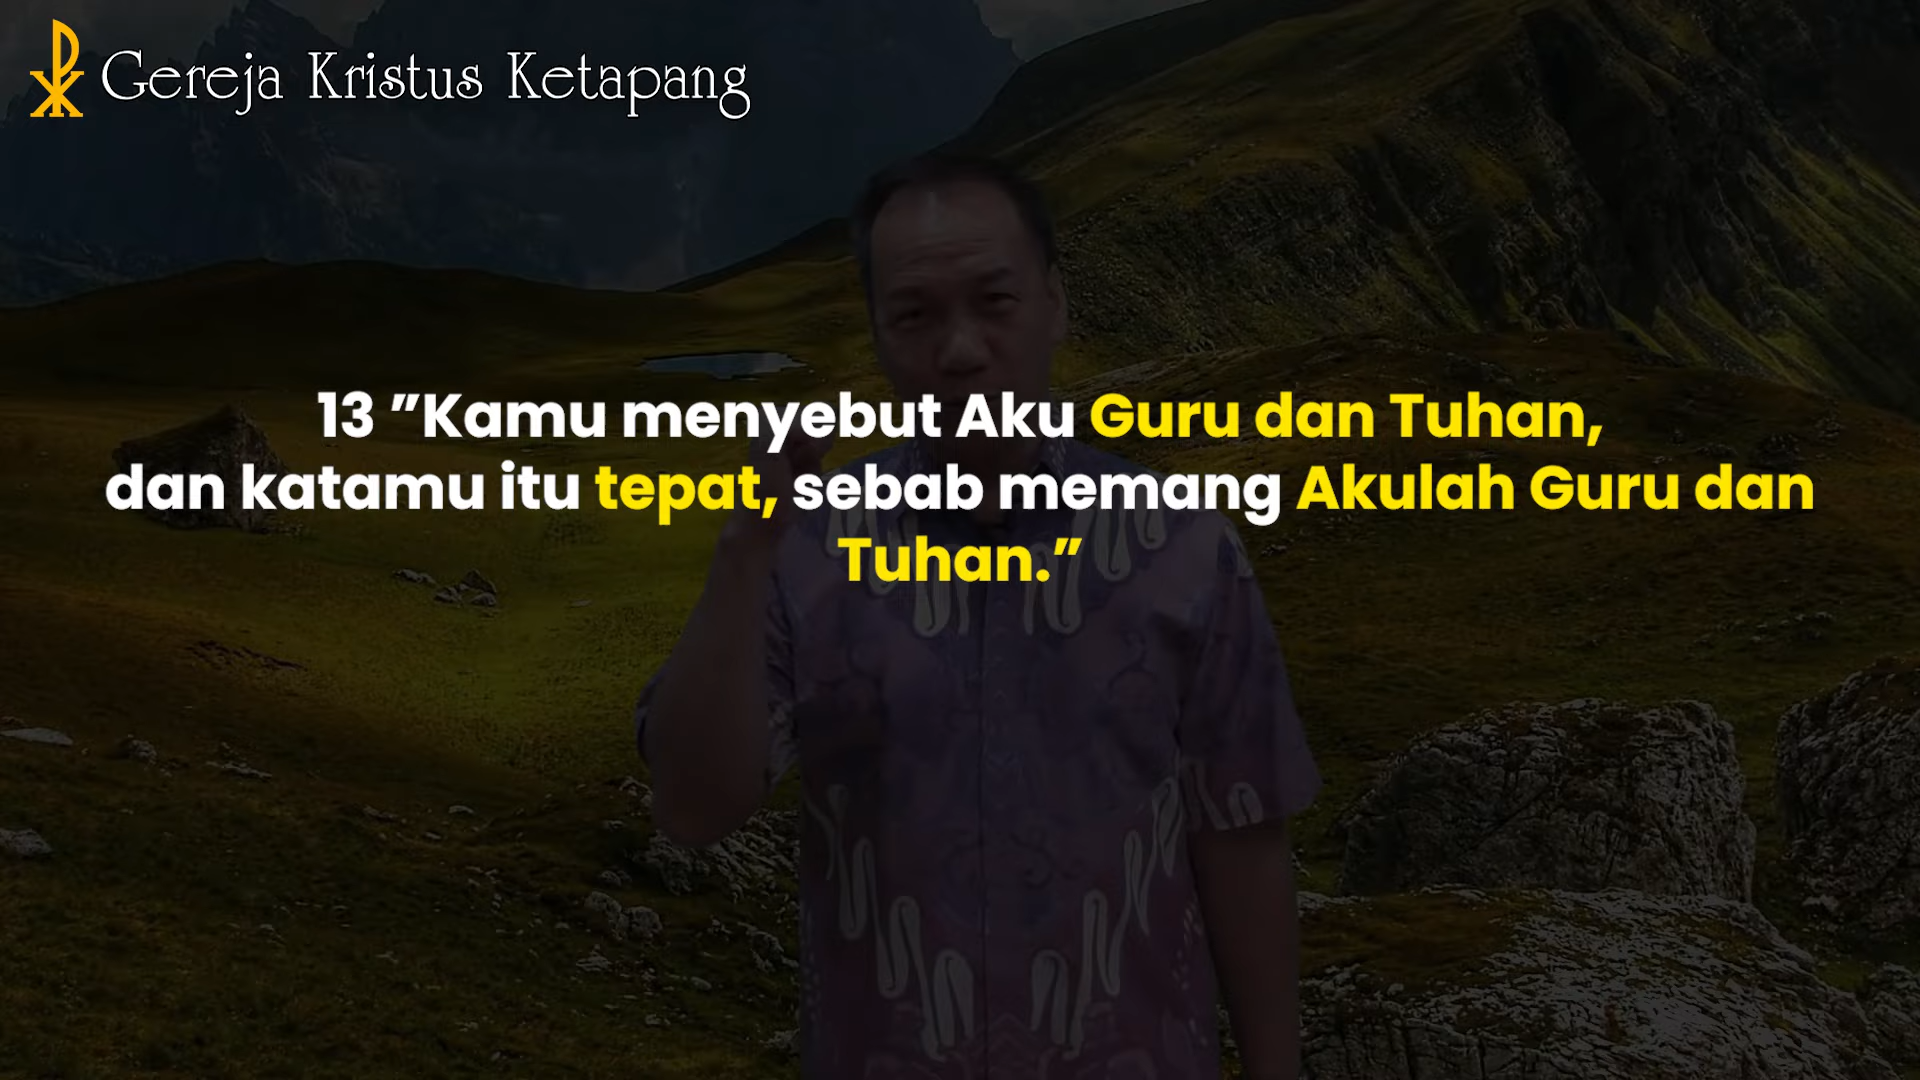 Gereja Kristus Ketapang
13 ”Kamu menyebut Aku Guru dan Tuhan,
dan katamu itu tepat, sebab memang Akulah Guru dan
Tuhan.”